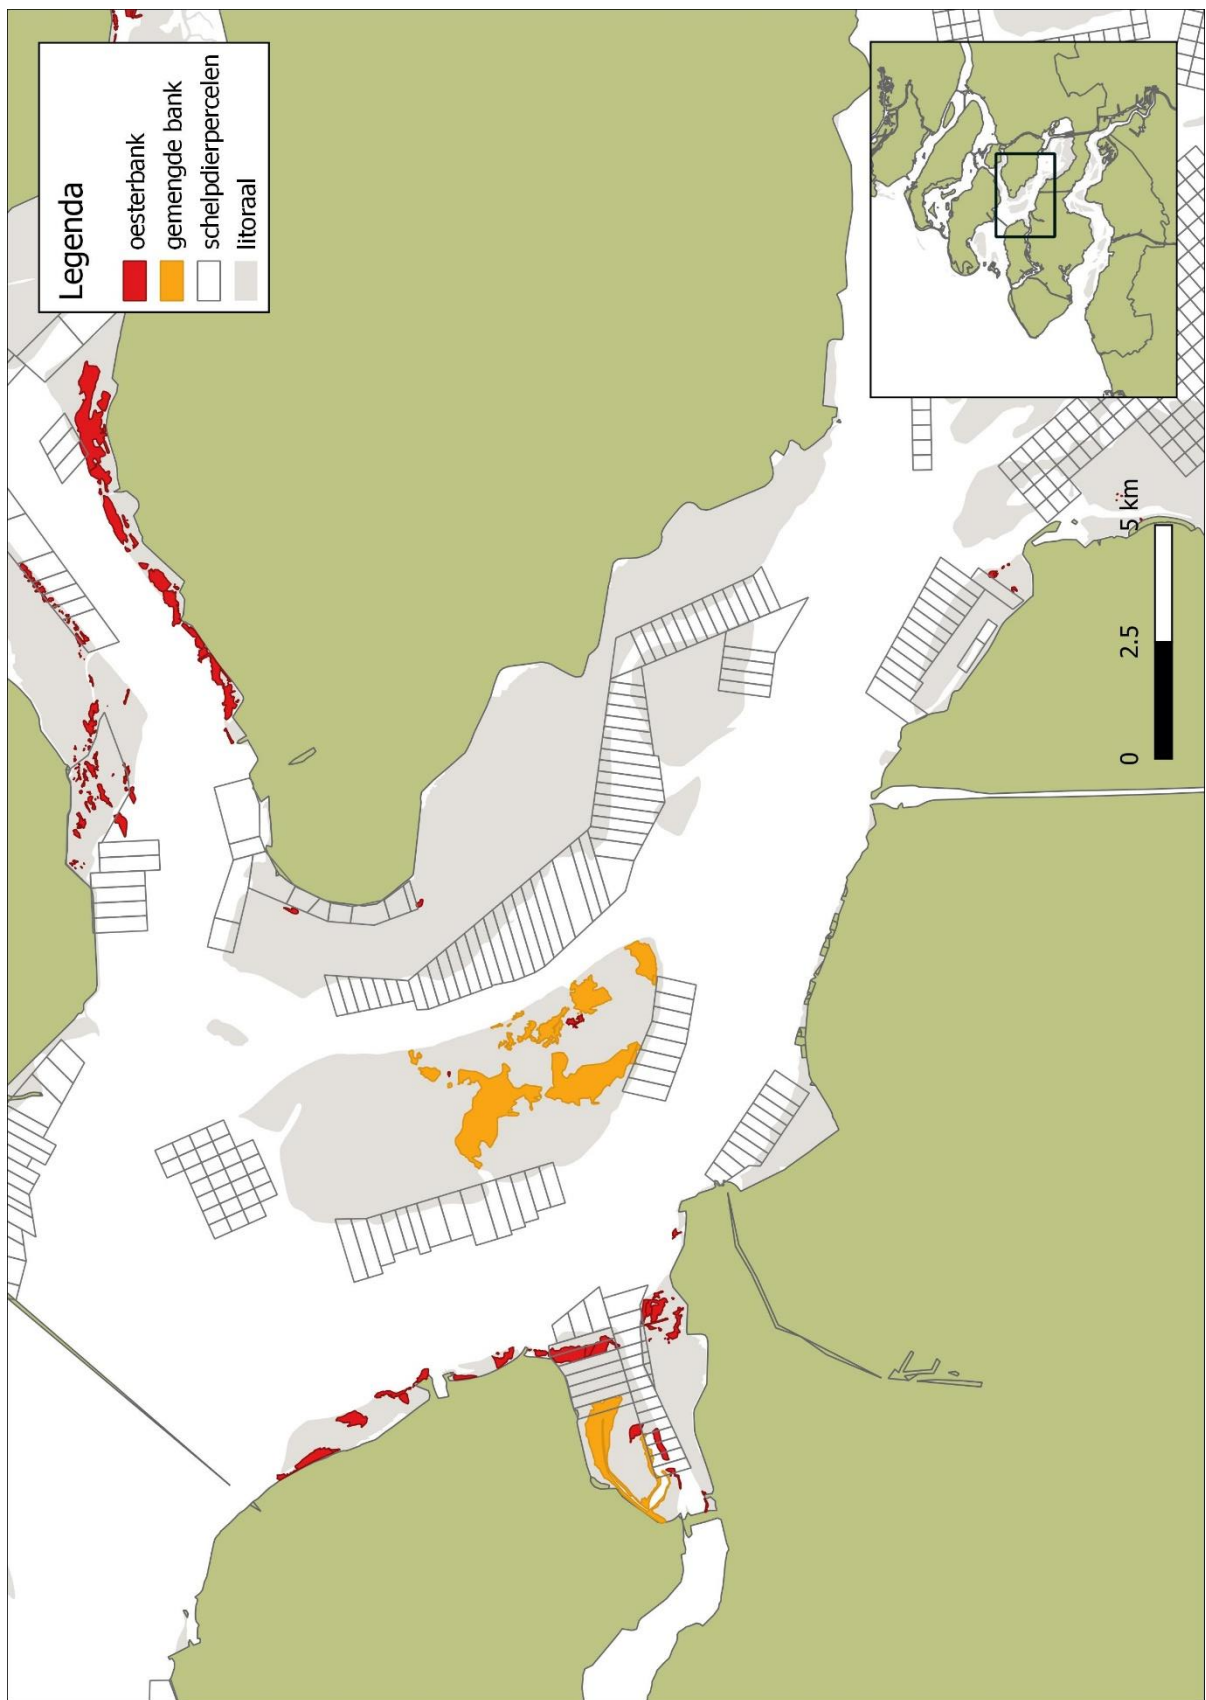 Legenda
oesterbank
gemengde bank
schelpdierpercelen
litoraal
0 2.5 5 km